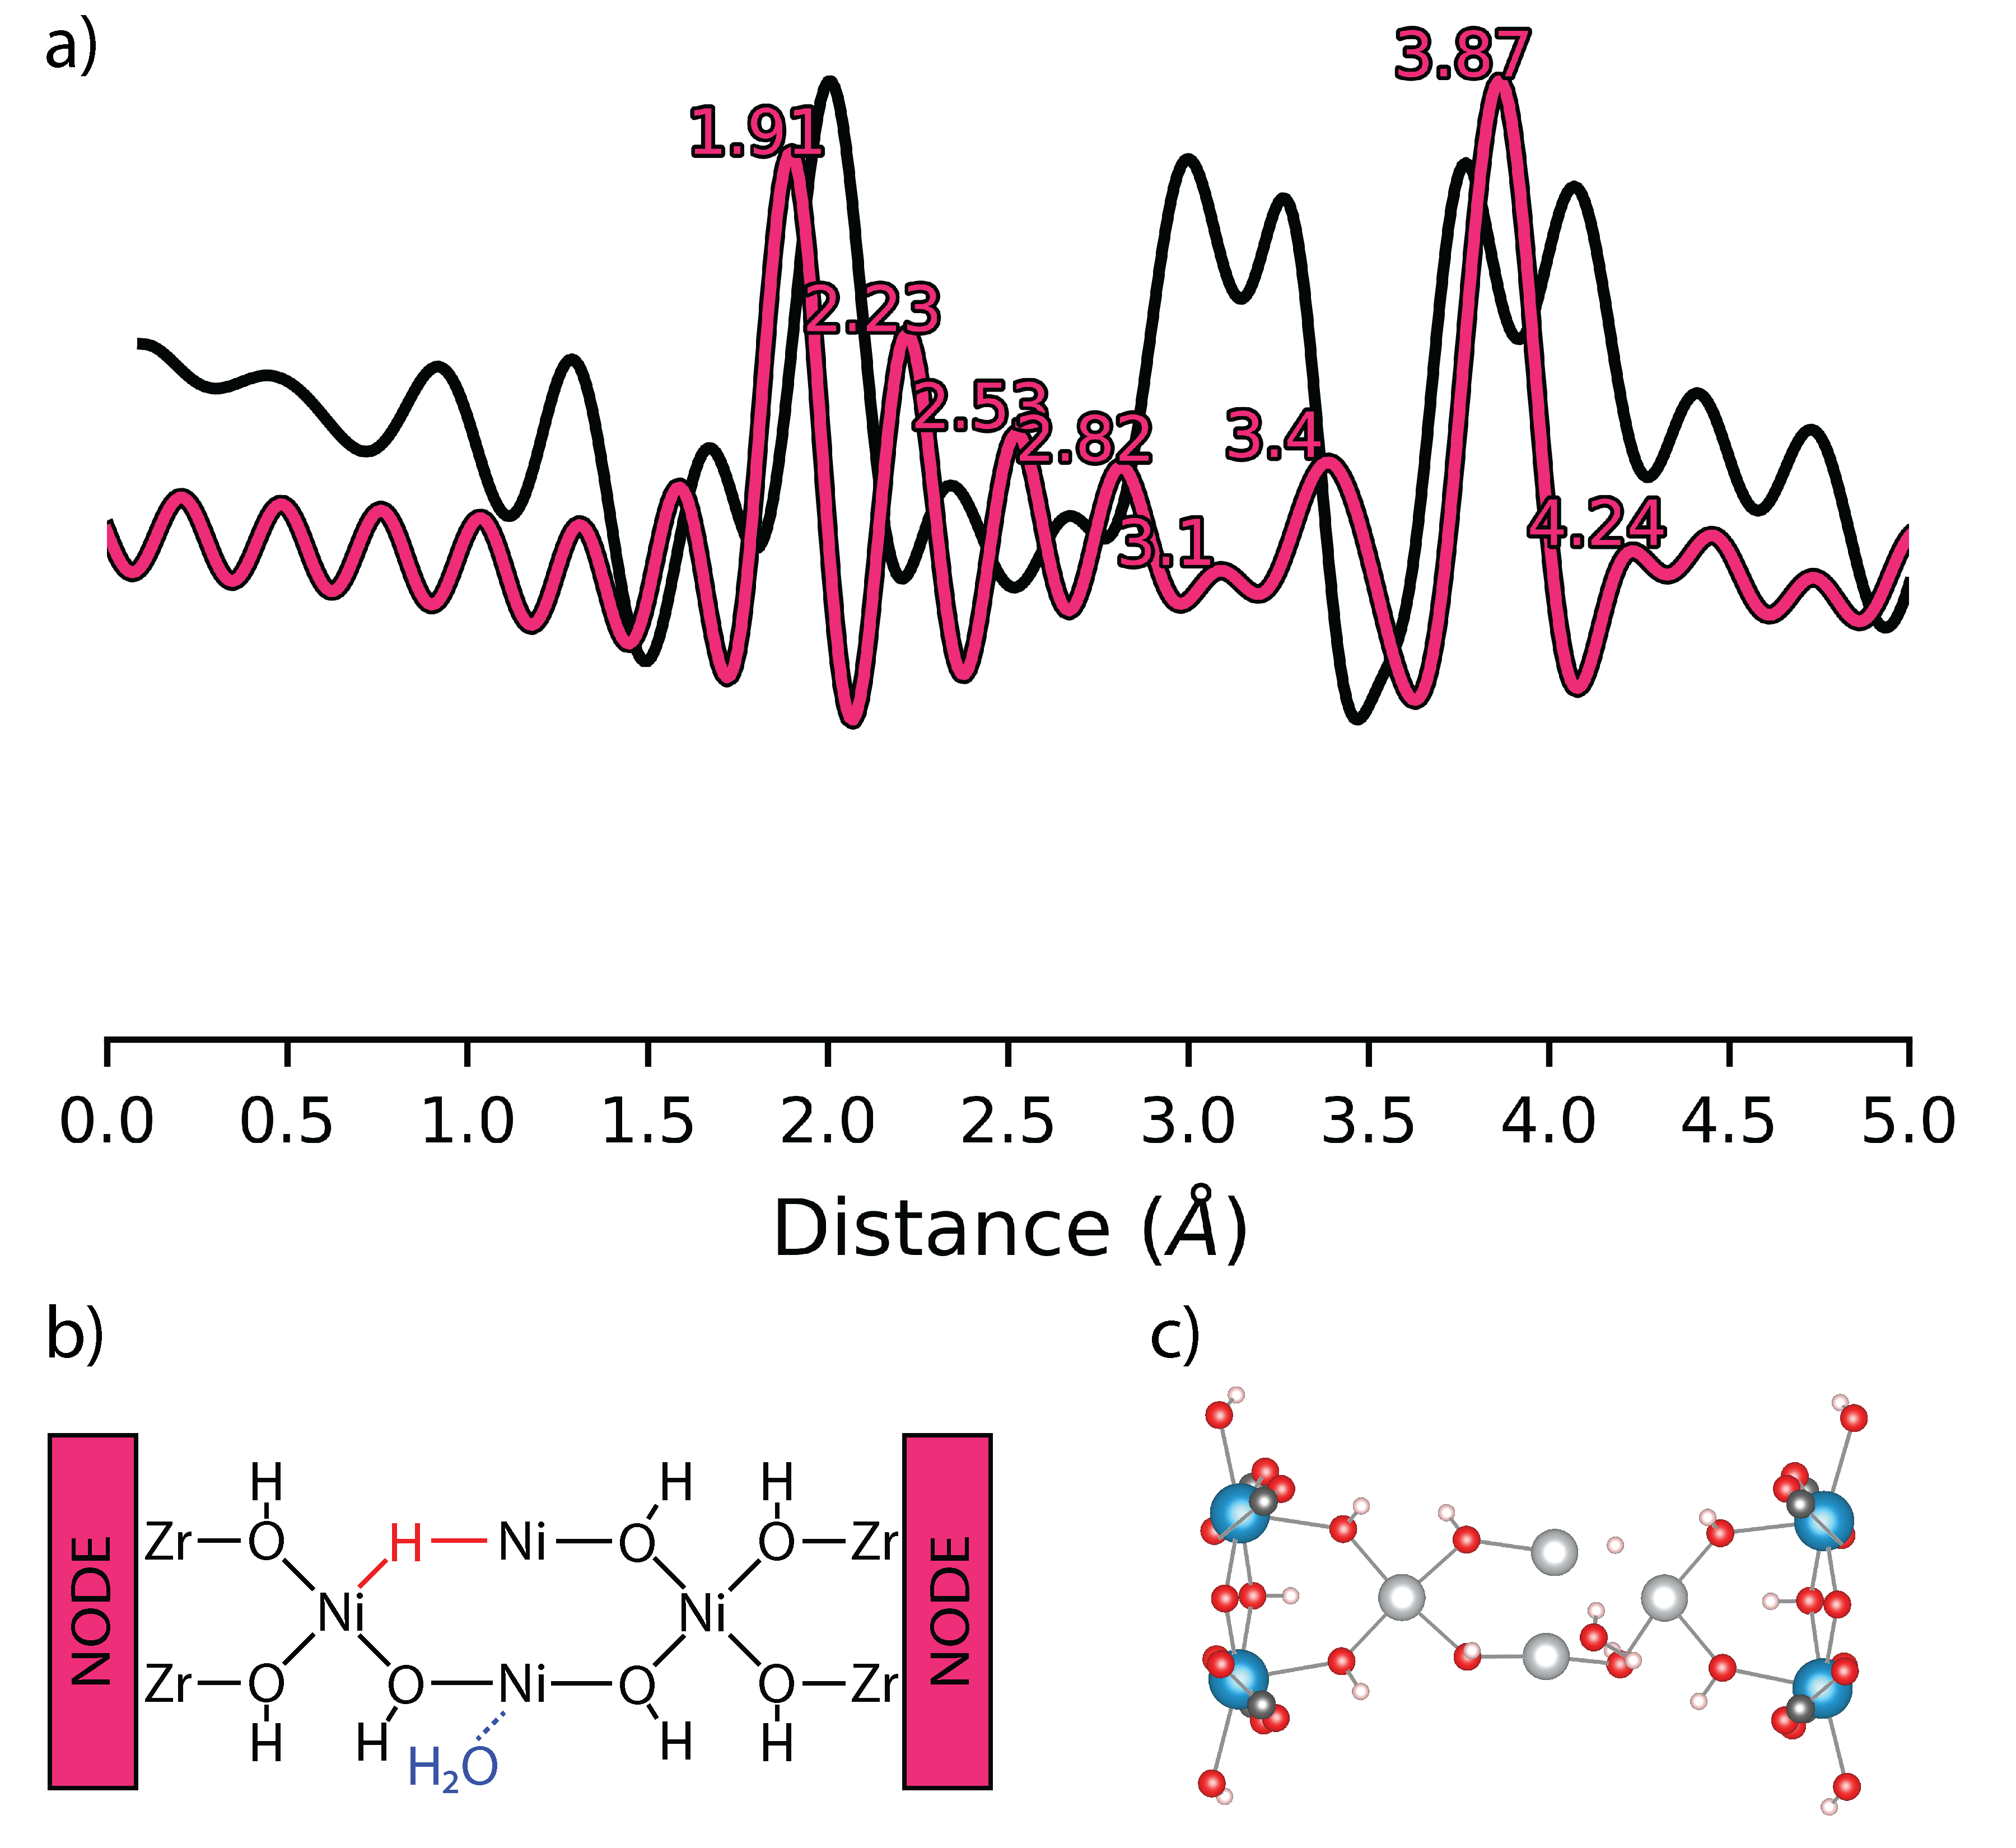 a)
3.87
1.91
2.23
2.53
2.82
3.4
3.1
4.24
0.0 0.5 1.0 1.5 2.0 2.5 3.0 3.5 4.0 4.5 5.0
Distance (Å)
b)
c)
H H H
Zr O H Ni O O Zr
NODE Ni Ni NODE
Zr O O Ni O O Zr
H H H H
H₂O